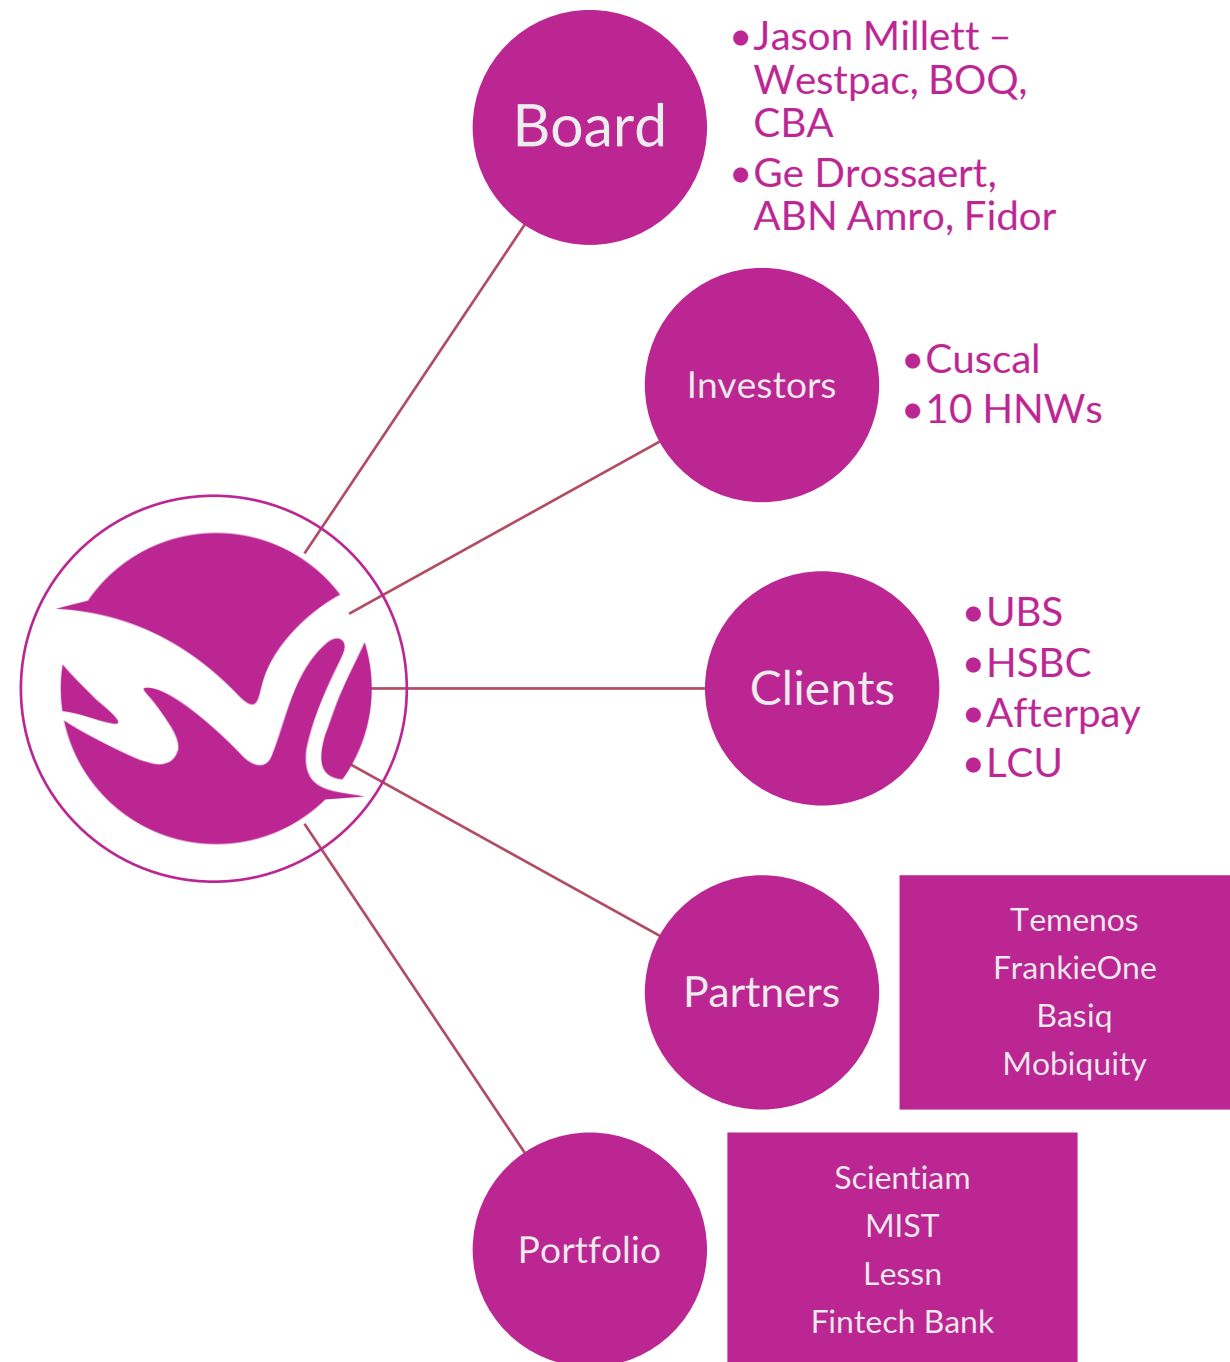 Board
•Jason Millett –
Westpac, BOQ,
CBA
•Ge Drossaert,
ABN Amro, Fidor
Investors
•Cuscal
•10 HNWs
Clients
•UBS
•HSBC
•Afterpay
•LCU
Partners
Temenos
FrankieOne
Basiq
Mobiquity
Portfolio
Scientiam
MIST
Lessn
Fintech Bank